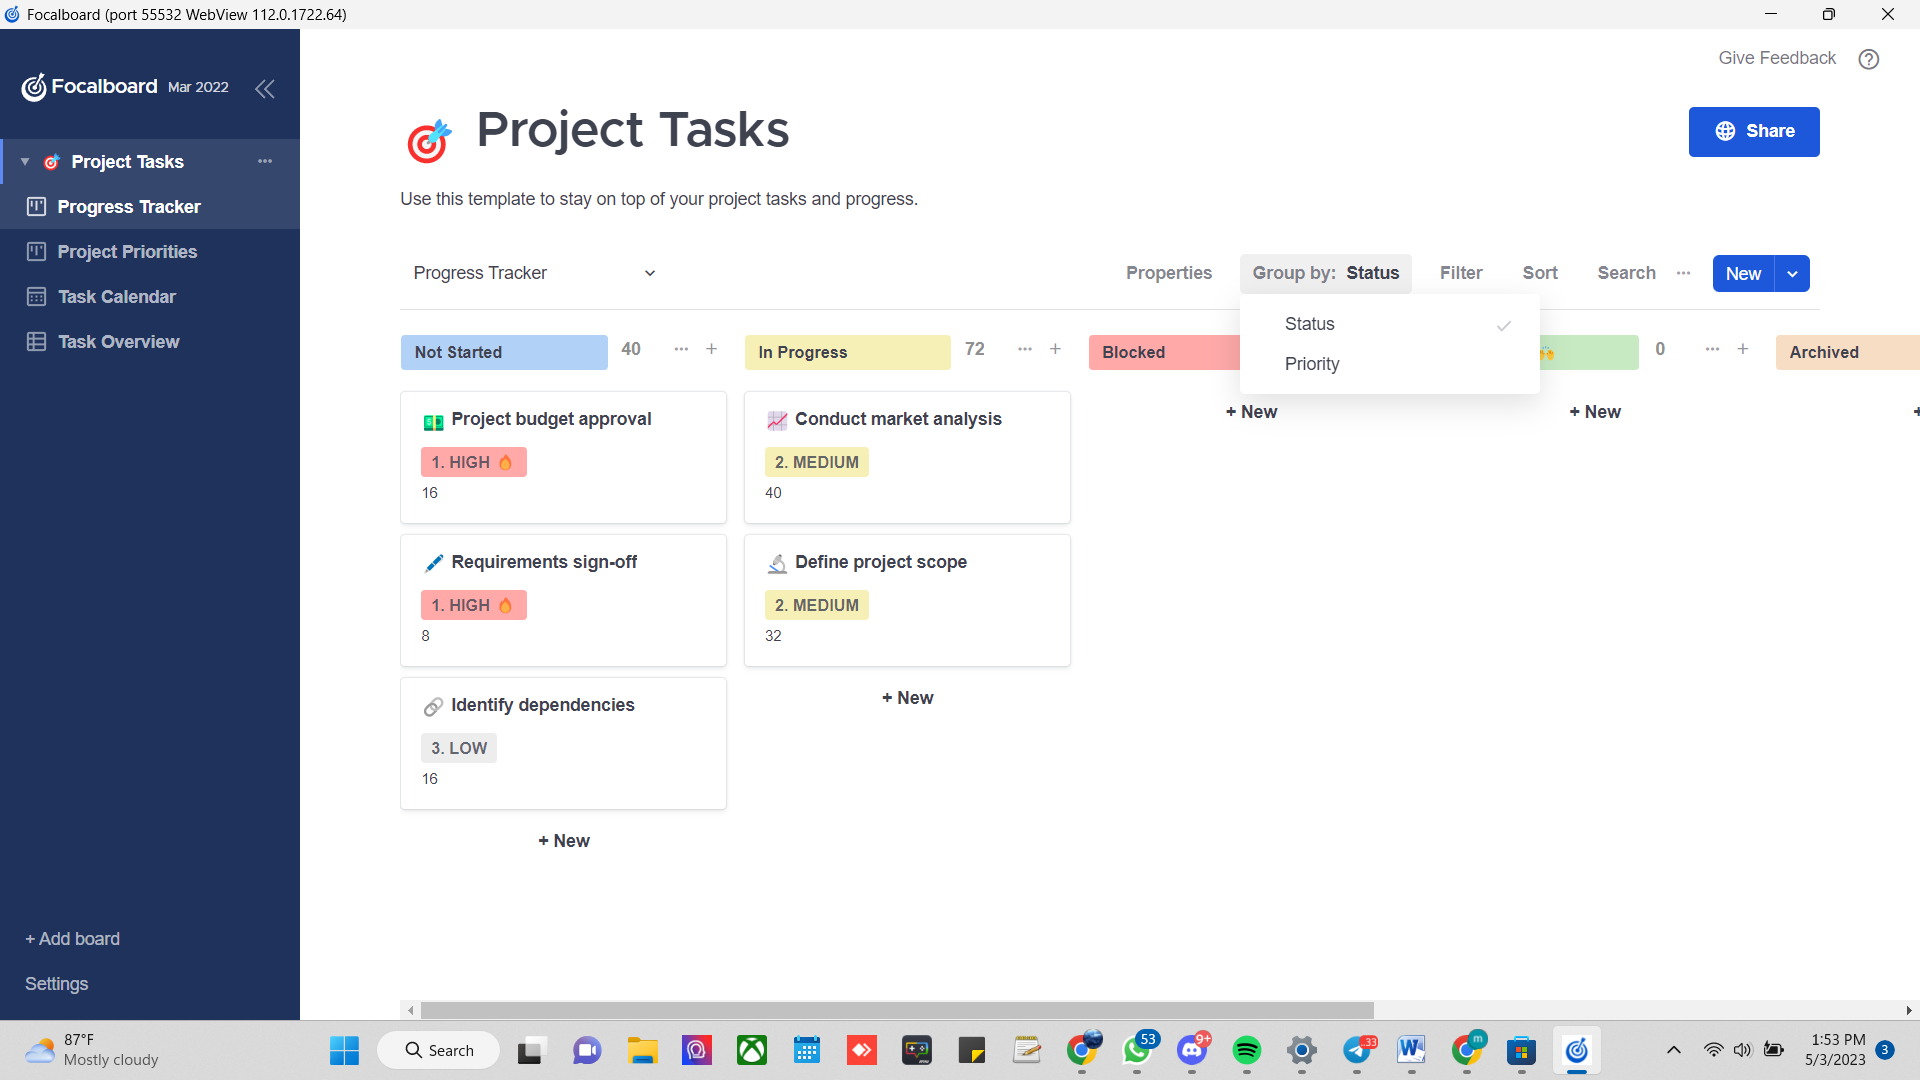 Focalboard (port 55532 WebView 112.0.1722.64)
Focalboard Mar 2022
Project Tasks
Progress Tracker
Project Priorities
Task Calendar
Task Overview
+ Add board
Settings
Give Feedback
Project Tasks
Share
Use this template to stay on top of your project tasks and progress.
Progress Tracker
Properties Group by: Status Filter Sort Search New
Status
Priority
Not Started 40
In Progress 72
Blocked
0
Archived
Project budget approval
1. HIGH
16
Requirements sign-off
1. HIGH
8
Identify dependencies
3. LOW
16
+ New
Conduct market analysis
2. MEDIUM
40
Define project scope
2. MEDIUM
32
+ New
+ New
+ New
87°F
Mostly cloudy
Search
53
9+
33
m
1:53 PM
5/3/2023
3